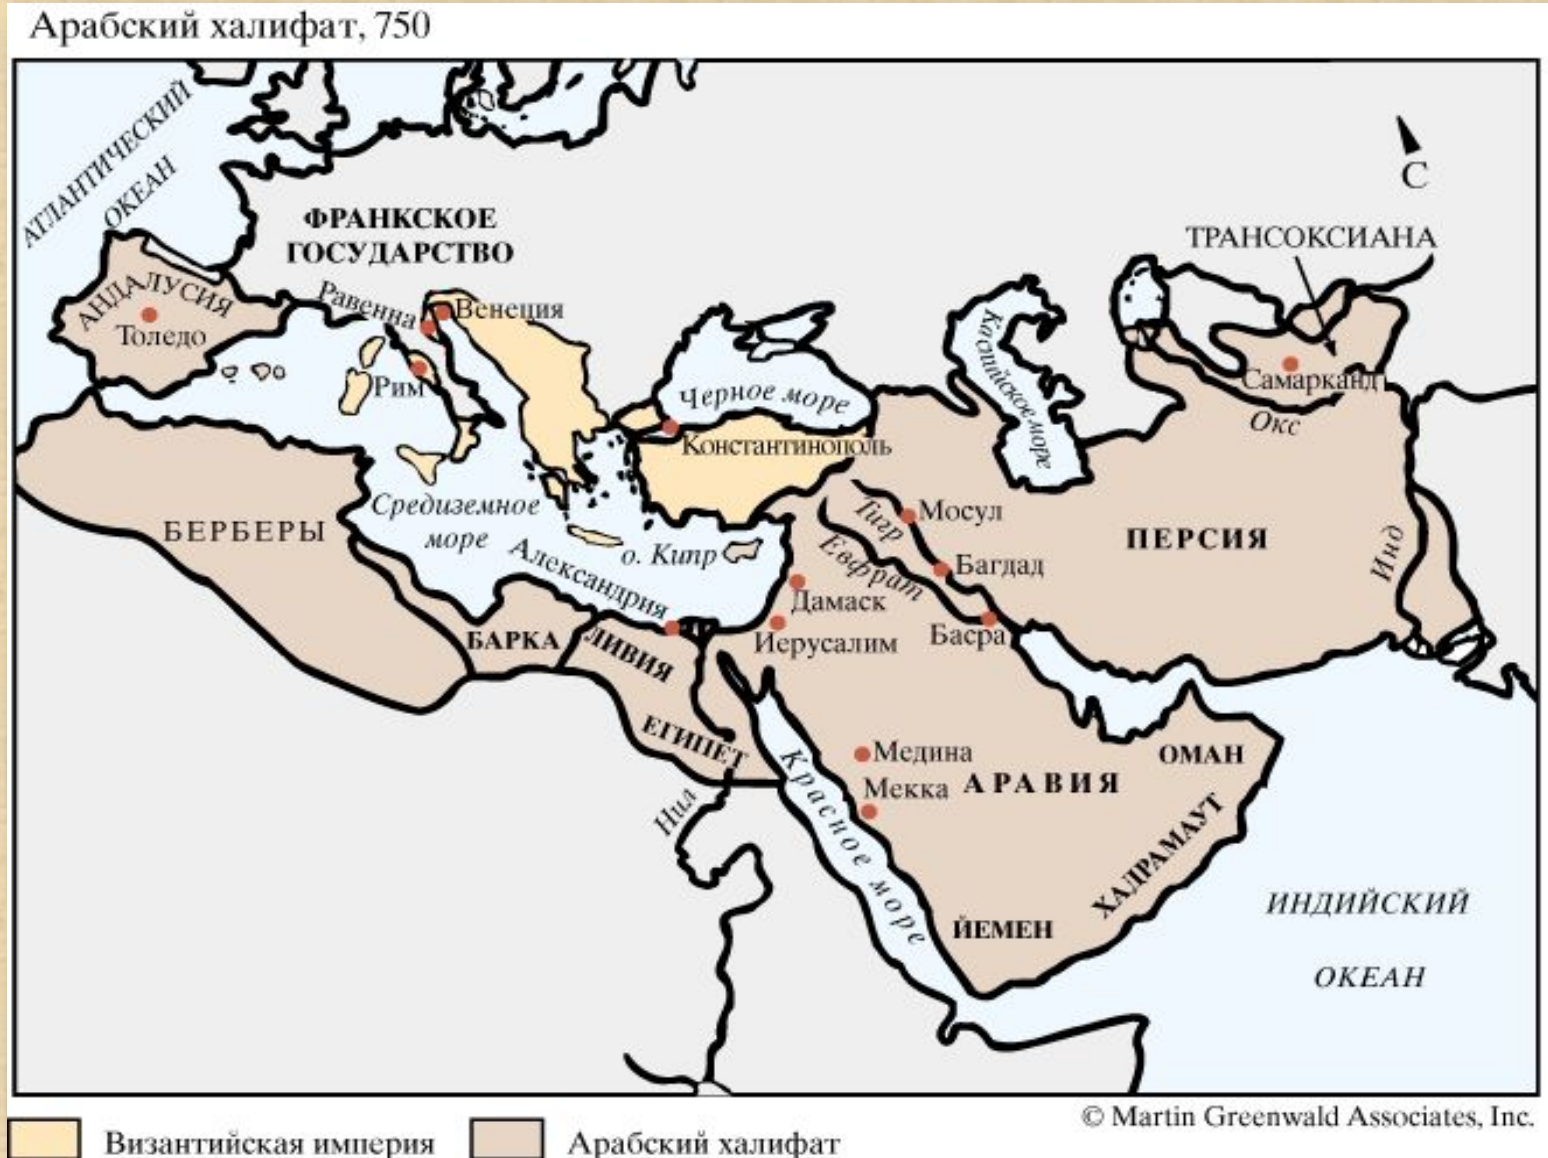 Арабский халифат, 750
АТЛАНТИЧЕСКИЙ
ОКЕАН
С
ФРАНКСКОЕ
ГОСУДАРСТВО
ТРАНСОКСИАНА
АНДАЛУСИЯ
Толедо
Равенна
Венеция
Рим
Черное море
Каспийское море
Самарканд
Окс
Константинополь
Средиземное
море
БЕРБЕРЫ
Александрия
о. Кипр
Тигр
Мосул
Евфрат
Багдад
ПЕРСИЯ
Инд
Дамаск
Иерусалим
Басра
БАРКА
ЛИВИЯ
ЕГИПЕТ
Нил
Красное море
Медина
Мекка
АРАВИЯ
ОМАН
ХАДРАМАУТ
ЙЕМЕН
ИНДИЙСКИЙ
ОКЕАН
© Martin Greenwald Associates, Inc.
Византийская империя
Арабский халифат